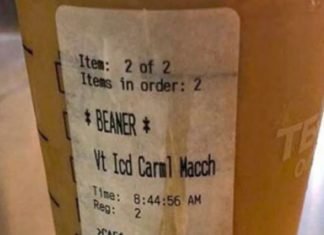 Item: 2 of 2
Items in order: 2
* BEANER *
Vt Icd Carml Macch
Time: 8:44:56 AM
Reg: 2